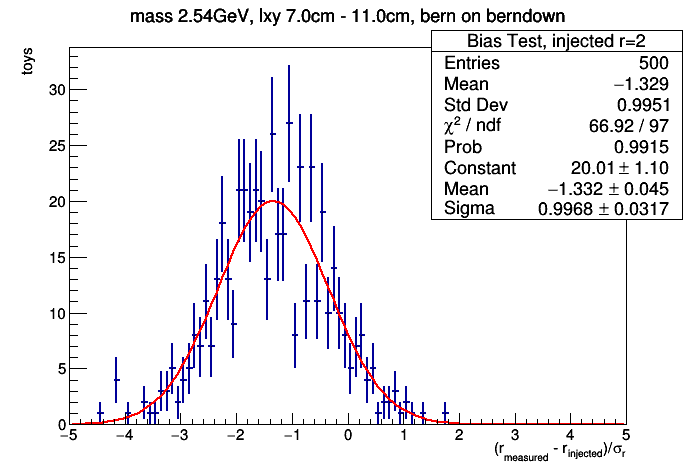 mass 2.54GeV, lxy 7.0cm - 11.0cm, bern on berndown
Bias Test, injected r=2
Entries 500
Mean −1.329
Std Dev 0.9951
χ² / ndf 66.92 / 97
Prob 0.9915
Constant 20.01 ± 1.10
Mean −1.332 ± 0.045
Sigma 0.9968 ± 0.0317
toys
30
25
20
15
10
5
0
−5 −4 −3 −2 −1 0 1 2 3 4 5
(r_measured - r_injected)/σ_r